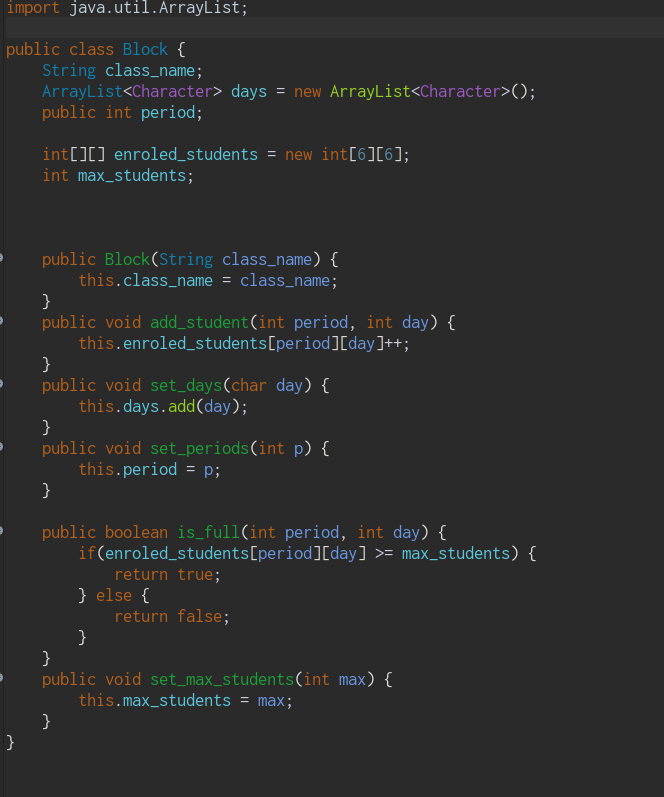 import java.util.ArrayList;
public class Block {
    String class_name;
    ArrayList<Character> days = new ArrayList<Character>();
    public int period;
    int[][] enroled_students = new int[6][6];
    int max_students;
    public Block(String class_name) {
        this.class_name = class_name;
    }
    public void add_student(int period, int day) {
        this.enroled_students[period][day]++;
    }
    public void set_days(char day) {
        this.days.add(day);
    }
    public void set_periods(int p) {
        this.period = p;
    }
    public boolean is_full(int period, int day) {
        if(enroled_students[period][day] >= max_students) {
            return true;
        } else {
            return false;
        }
    }
    public void set_max_students(int max) {
        this.max_students = max;
    }
}